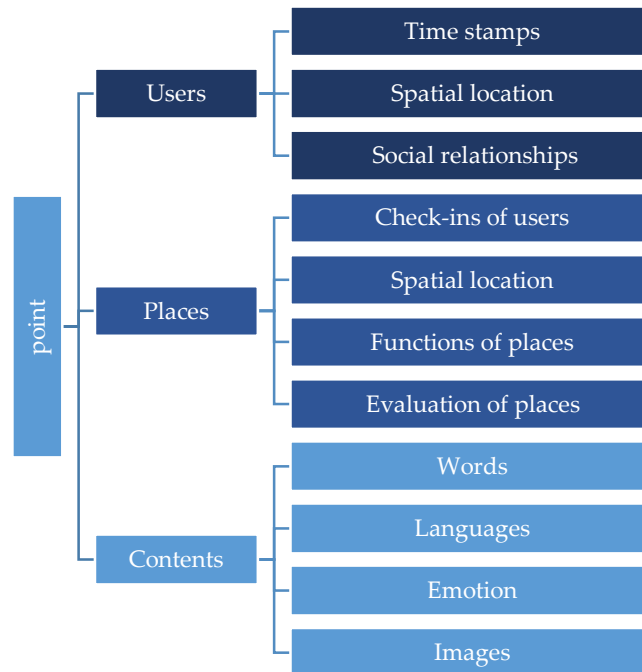 point
Users
Time stamps
Spatial location
Social relationships
Places
Check-ins of users
Spatial location
Functions of places
Evaluation of places
Contents
Words
Languages
Emotion
Images